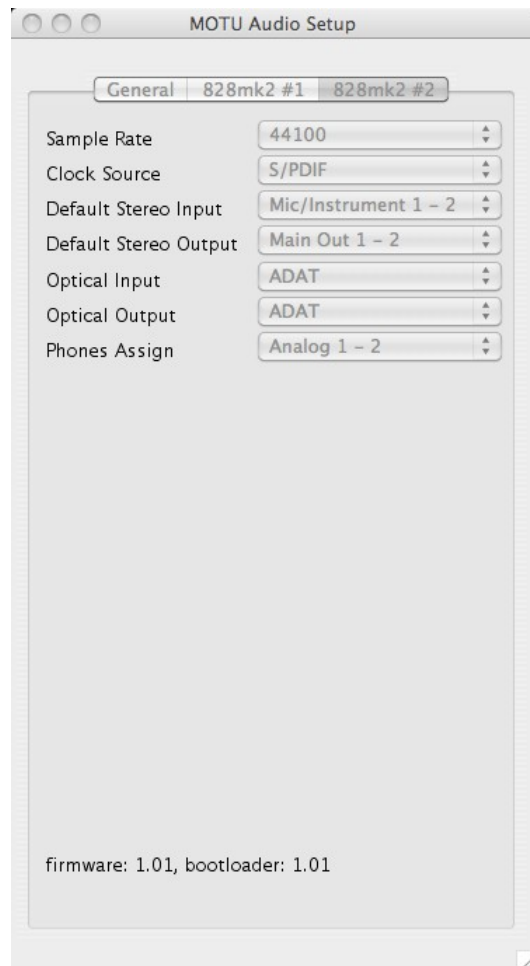 MOTU Audio Setup
General 828mk2 #1 828mk2 #2
Sample Rate 44100
Clock Source S/PDIF
Default Stereo Input Mic/Instrument 1 – 2
Default Stereo Output Main Out 1 – 2
Optical Input ADAT
Optical Output ADAT
Phones Assign Analog 1 – 2
firmware: 1.01, bootloader: 1.01